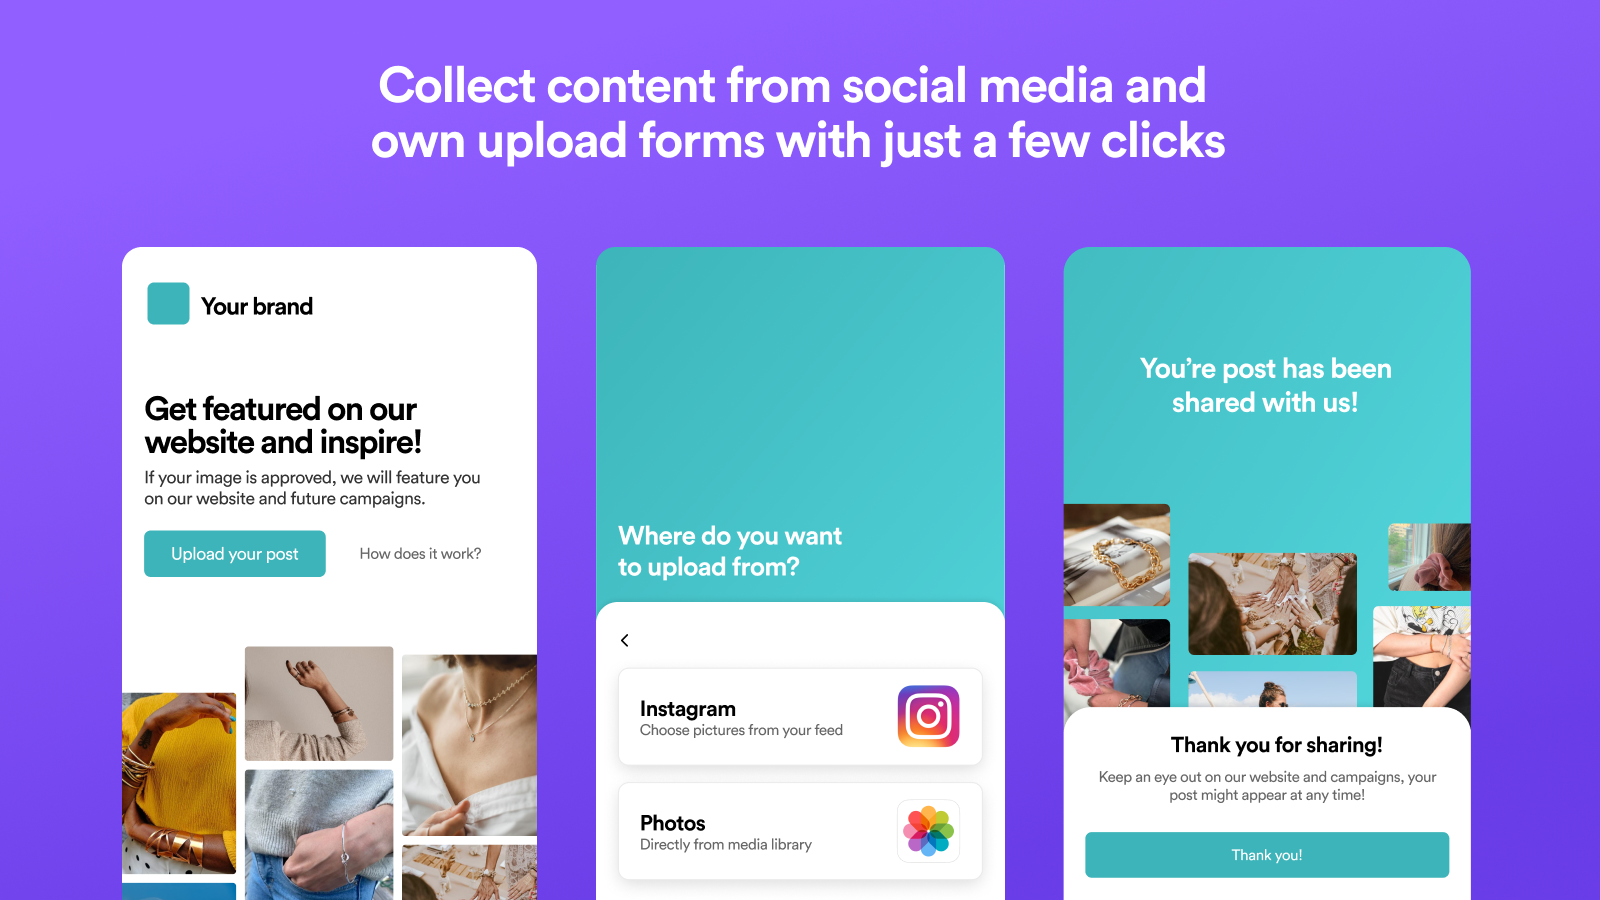 Collect content from social media and
own upload forms with just a few clicks
Your brand
Get featured on our
website and inspire!
If your image is approved, we will feature you
on our website and future campaigns.
Upload your post
How does it work?
Where do you want
to upload from?
Instagram
Choose pictures from your feed
Photos
Directly from media library
You're post has been
shared with us!
Thank you for sharing!
Keep an eye out on our website and campaigns, your
post might appear at any time!
Thank you!